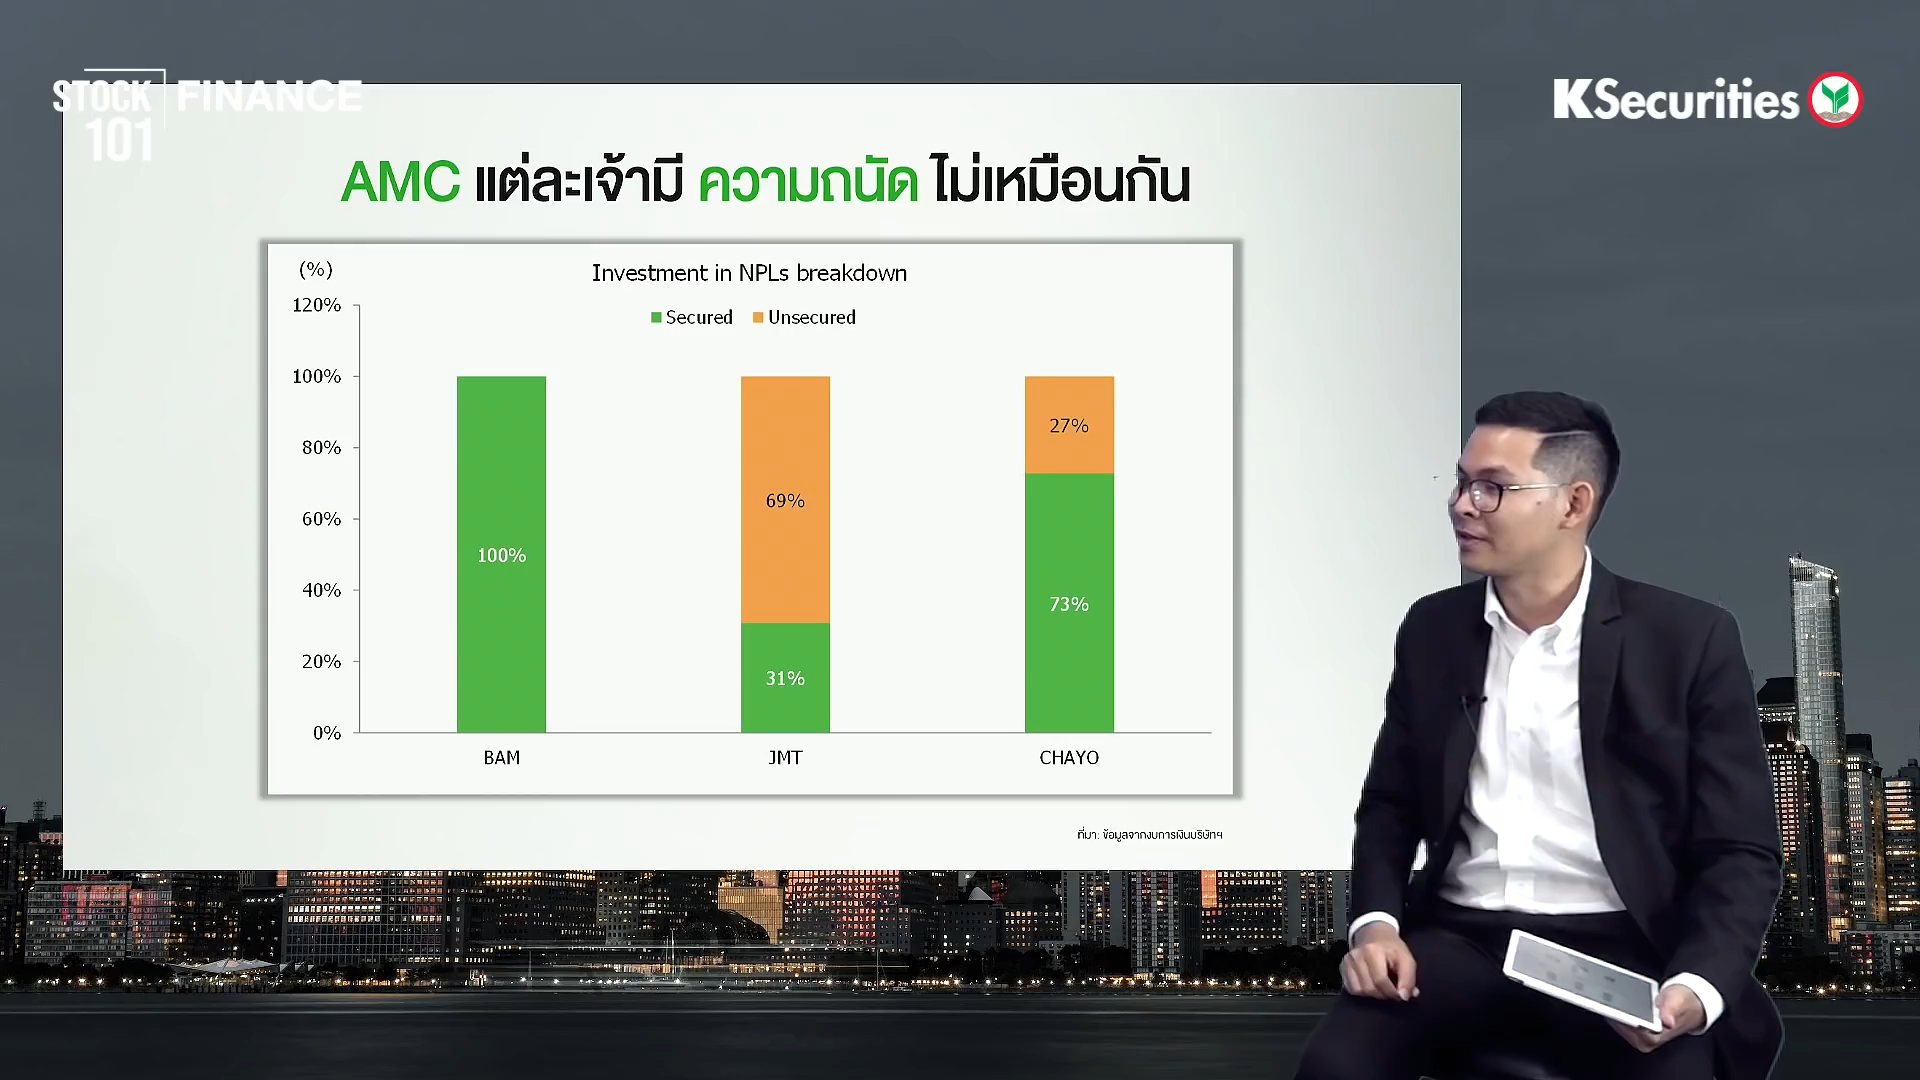 STOCK 101
FINANCE
KSecurities
AMC แต่ละเจ้ามี ความถนัด ไม่เหมือนกัน
(%)
Investment in NPLs breakdown
Secured
Unsecured
120%
100%
80%
60%
40%
20%
0%
100%
69%
31%
27%
73%
BAM
JMT
CHAYO
ที่มา: ข้อมูลจากงบการเงินบริษัทฯ